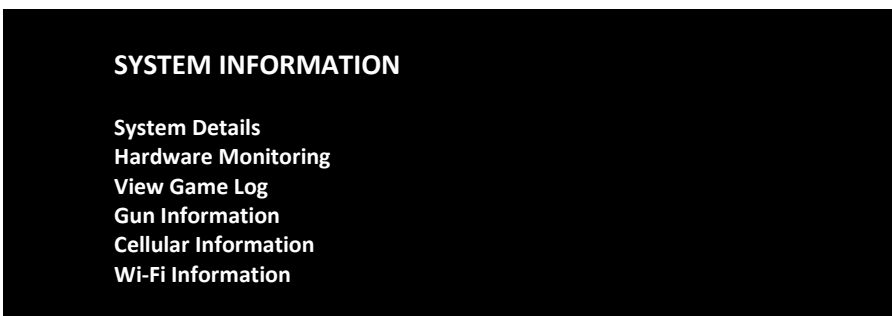 SYSTEM INFORMATION
System Details
Hardware Monitoring
View Game Log
Gun Information
Cellular Information
Wi-Fi Information